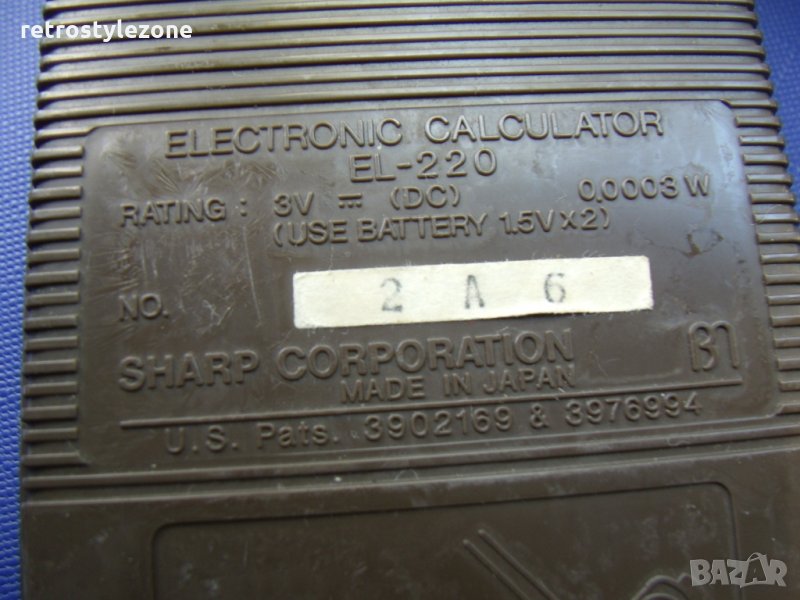 retrostylezone
ELECTRONIC CALCULATOR
EL-220
RATING : 3V ⎓ (DC) 0.0003 W
(USE BATTERY 1.5V×2)
NO. 2 A 6
SHARP CORPORATION
MADE IN JAPAN
U.S. Pats. 3902169 & 3976994
BAZAR